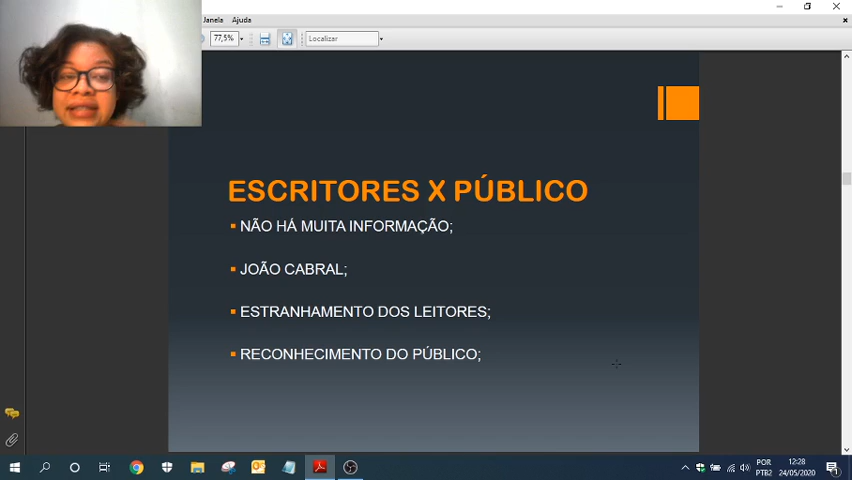 Janela Ajuda
77,5%
Localizar
ESCRITORES X PÚBLICO
NÃO HÁ MUITA INFORMAÇÃO;
JOÃO CABRAL;
ESTRANHAMENTO DOS LEITORES;
RECONHECIMENTO DO PÚBLICO;
POR 12:28
PTB2 24/05/2020